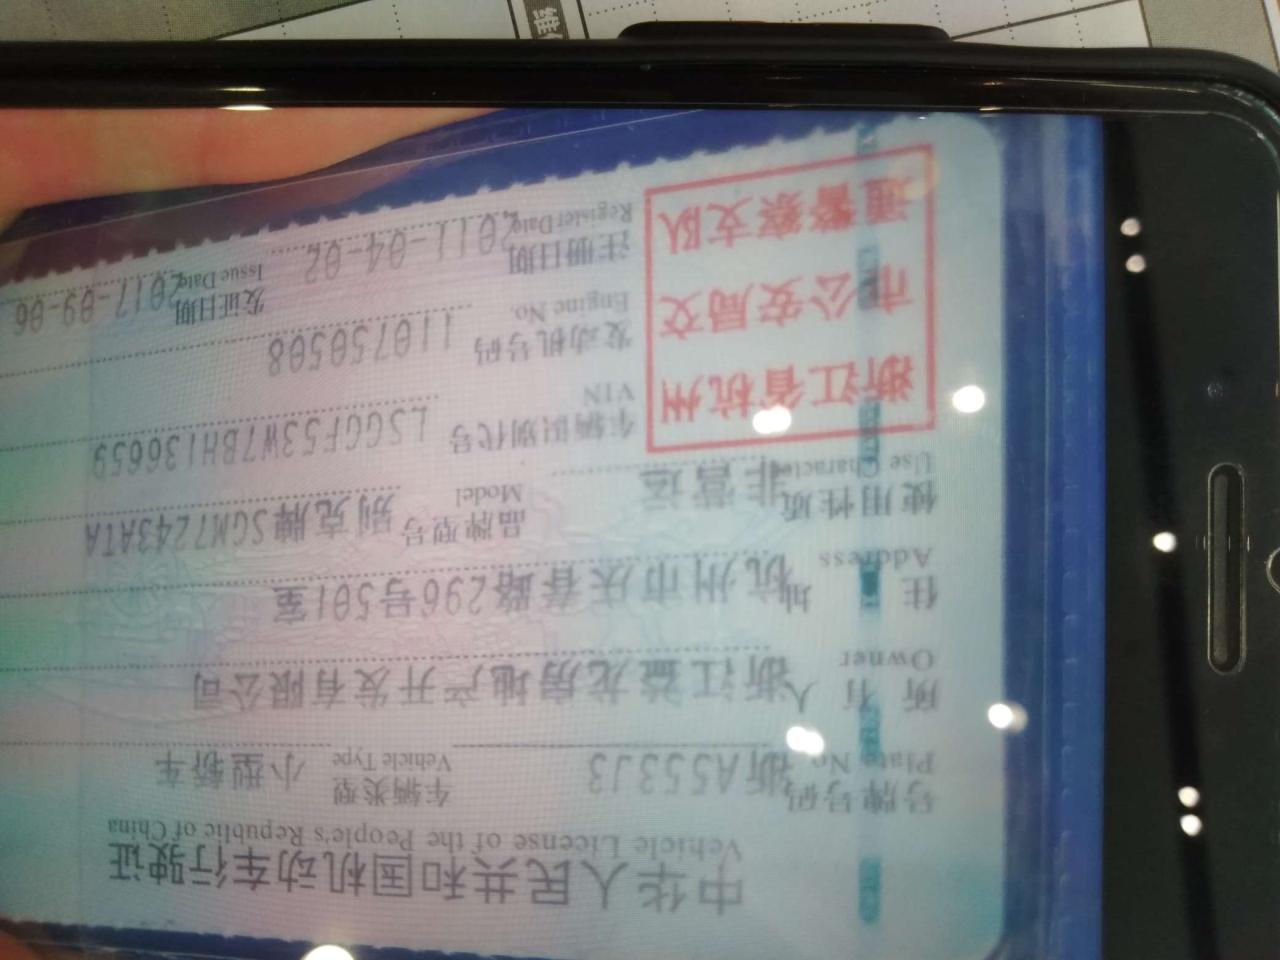 中华人民共和国机动车行驶证
Vehicle License of the People's Republic of China
号牌号码 浙A553J3 车辆类型 小型轿车
Plate No. Vehicle Type
所有人 浙江益龙房地产开发有限公司
Owner
住址 杭州市庆春路296号501室
Address
使用性质 非营运 品牌型号 别克牌SGM7243ATA
Use Character Model
浙江省杭州
市公安局交
通警察支队
车辆识别代号 LSGGF53W7BH136659
VIN
发动机号码 110750508
Engine No.
注册日期 2011-04-02 发证日期 2017-09-06
Register Date Issue Date